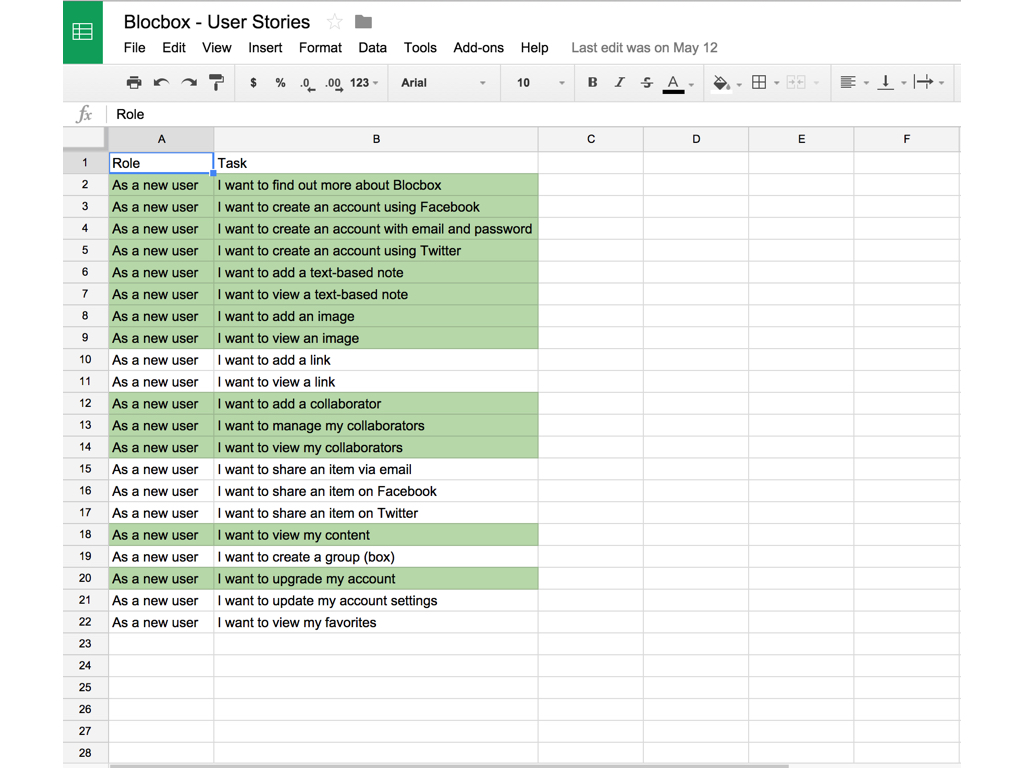 Blocbox - User Stories
File Edit View Insert Format Data Tools Add-ons Help Last edit was on May 12
$ % .0 .00 123 Arial 10 B I S A
fx Role
A B C D E F
1 Role Task
2 As a new user I want to find out more about Blocbox
3 As a new user I want to create an account using Facebook
4 As a new user I want to create an account with email and password
5 As a new user I want to create an account using Twitter
6 As a new user I want to add a text-based note
7 As a new user I want to view a text-based note
8 As a new user I want to add an image
9 As a new user I want to view an image
10 As a new user I want to add a link
11 As a new user I want to view a link
12 As a new user I want to add a collaborator
13 As a new user I want to manage my collaborators
14 As a new user I want to view my collaborators
15 As a new user I want to share an item via email
16 As a new user I want to share an item on Facebook
17 As a new user I want to share an item on Twitter
18 As a new user I want to view my content
19 As a new user I want to create a group (box)
20 As a new user I want to upgrade my account
21 As a new user I want to update my account settings
22 As a new user I want to view my favorites
23
24
25
26
27
28